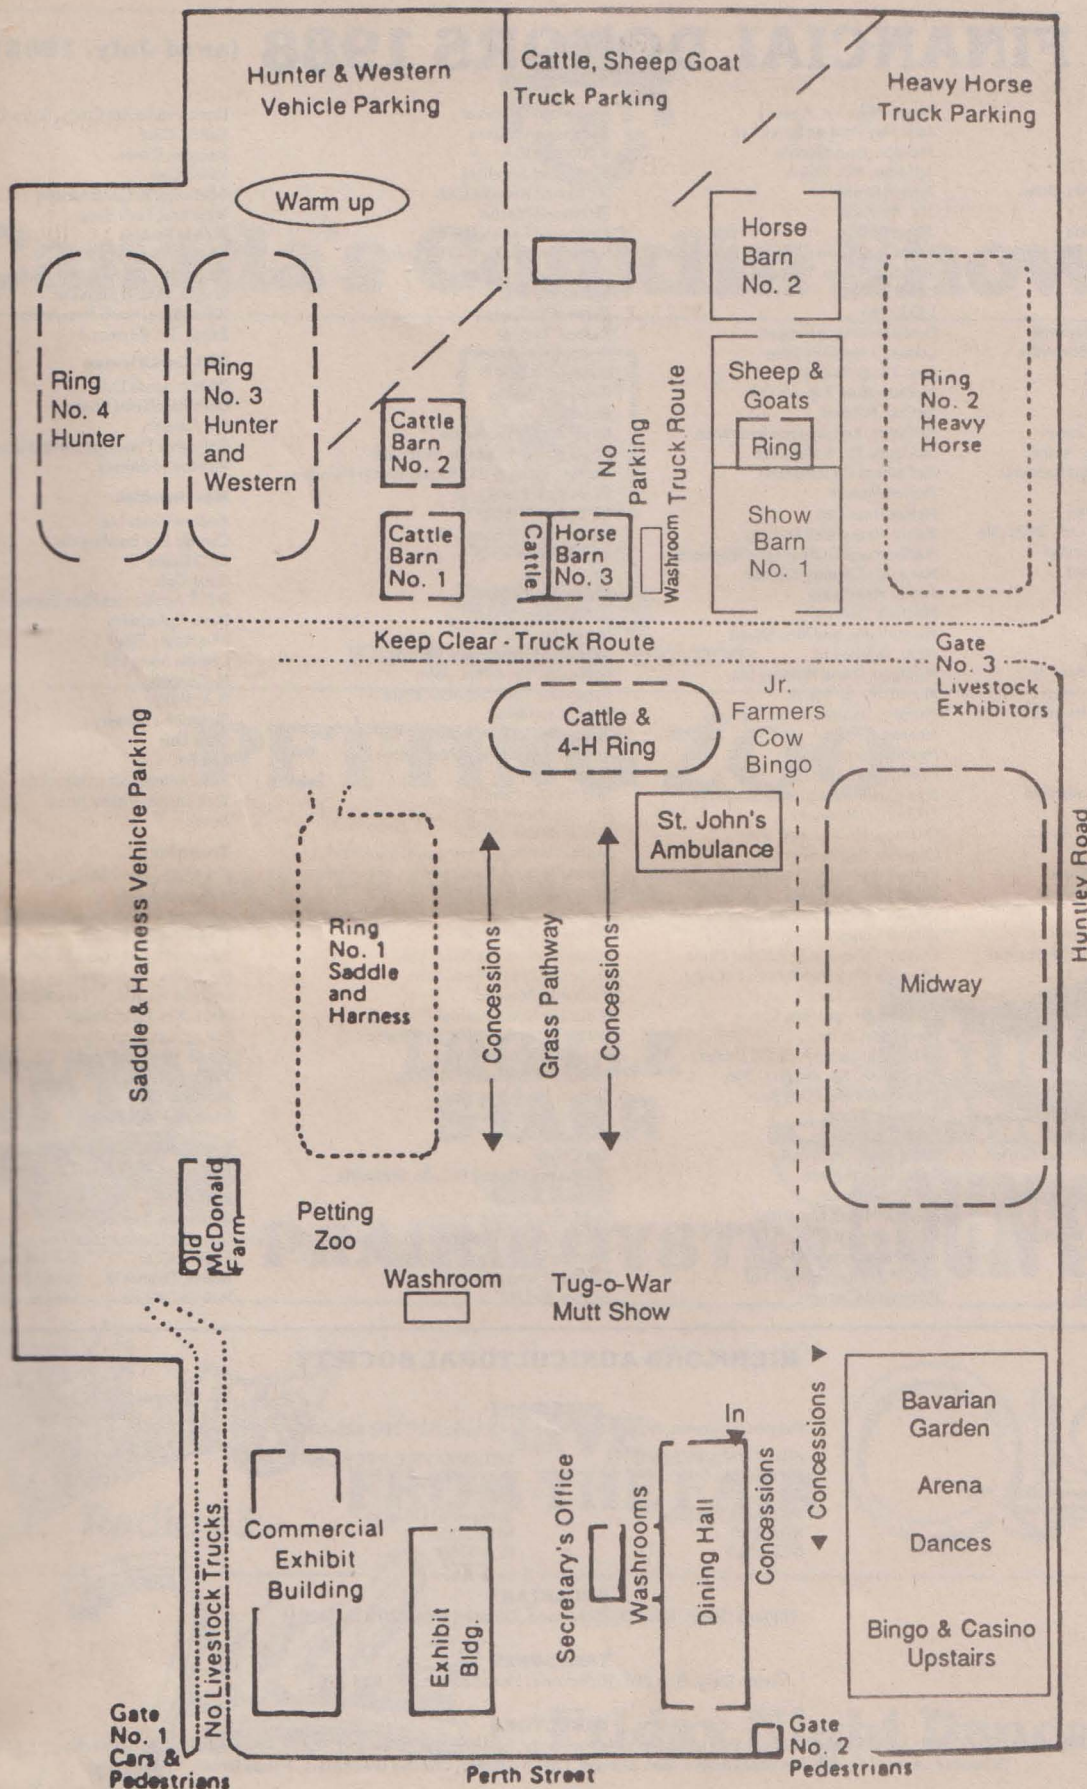 Hunter & Western
Vehicle Parking
Cattle, Sheep Goat
Truck Parking
Heavy Horse
Truck Parking
Warm up
Horse
Barn
No. 2
Ring
No. 4
Hunter
Ring
No. 3
Hunter
and
Western
Cattle
Barn
No. 2
No
Parking
Truck Route
Sheep &
Goats
Ring
Ring
No. 2
Heavy
Horse
Cattle
Barn
No. 1
Cattle
Horse
Barn
No. 3
Washroom
Show
Barn
No. 1
Keep Clear - Truck Route
Gate
No. 3
Livestock
Exhibitors
Cattle &
4-H Ring
Jr.
Farmers
Cow
Bingo
Saddle & Harness Vehicle Parking
St. John's
Ambulance
Huntley Road
Ring
No. 1
Saddle
and
Harness
Concessions
Grass Pathway
Concessions
Midway
Old
McDonald
Farm
Petting
Zoo
Washroom
Tug-o-War
Mutt Show
No Livestock Trucks
Commercial
Exhibit
Building
Exhibit
Bldg.
Secretary's Office
Washrooms
In
Dining Hall
Concessions
Concessions
Bavarian
Garden
Arena
Dances
Bingo & Casino
Upstairs
Gate
No. 1
Cars &
Pedestrians
Perth Street
Gate
No. 2
Pedestrians